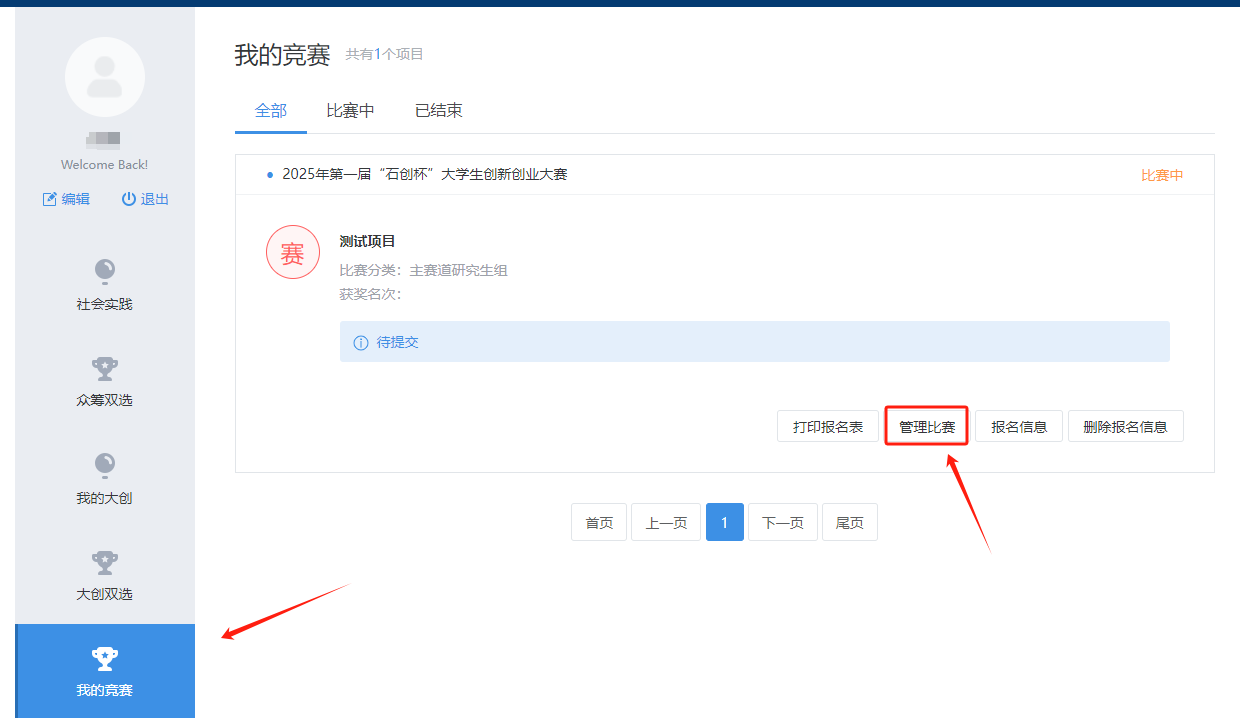 Welcome Back!
编辑 退出
社会实践
众筹双选
我的大创
大创双选
我的竞赛
我的竞赛 共有1个项目
全部 比赛中 已结束
2025年第一届“石创杯”大学生创新创业大赛 比赛中
赛
测试项目
比赛分类：主赛道研究生组
获奖名次：
待提交
打印报名表 管理比赛 报名信息 删除报名信息
首页 上一页 1 下一页 尾页